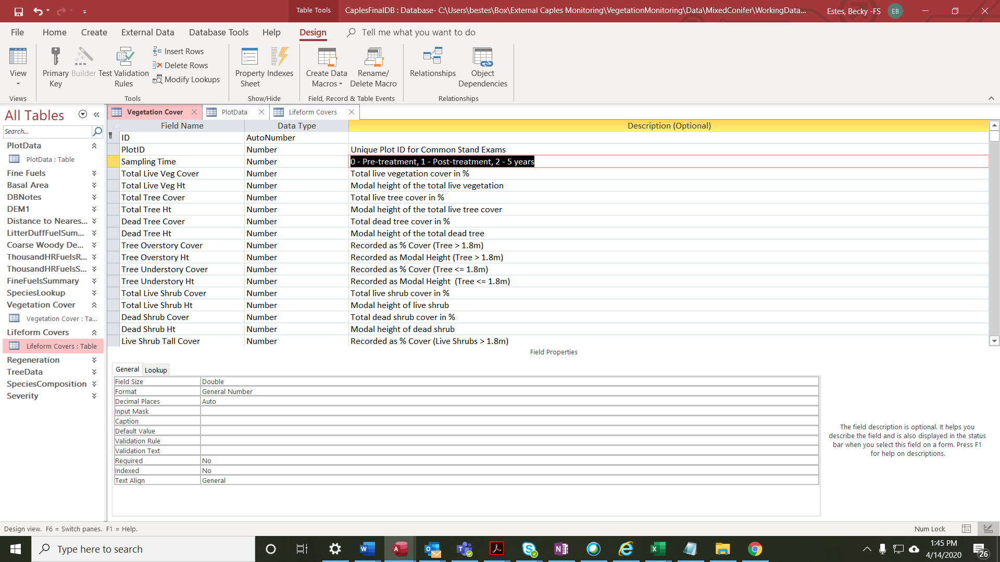 Table Tools
CaplesFinalDB : Database- C:\Users\bestes\Box\External Caples Monitoring\VegetationMonitoring\Data\MixedConifer\WorkingData...
Estes, Becky -FS
EB
File Home Create External Data Database Tools Help Design Tell me what you want to do
View
Primary Key
Builder
Test Validation Rules
Insert Rows
Delete Rows
Modify Lookups
Property Sheet
Indexes
Create Data Macros
Rename/ Delete Macro
Relationships
Object Dependencies
Views Tools Show/Hide Field, Record & Table Events Relationships
All Tables
Search...
PlotData
PlotData : Table
Fine Fuels
Basal Area
DBNotes
DEM1
Distance to Neares...
LitterDuffFuelSum...
Coarse Woody De...
ThousandHRFuelsR...
ThousandHRFuelsS...
FineFuelsSummary
SpeciesLookup
Vegetation Cover
Vegetation Cover : Ta...
Lifeform Covers
Lifeform Covers : Table
Regeneration
TreeData
SpeciesComposition
Severity
Vegetation Cover PlotData Lifeform Covers
Field Name Data Type Description (Optional)
ID AutoNumber
PlotID Number Unique Plot ID for Common Stand Exams
Sampling Time Number 0 - Pre-treatment, 1 - Post-treatment, 2 - 5 years
Total Live Veg Cover Number Total live vegetation cover in %
Total Live Veg Ht Number Modal height of the total live vegetation
Total Tree Cover Number Total live tree cover in %
Total Tree Ht Number Modal height of the total live tree cover
Dead Tree Cover Number Total dead tree cover in %
Dead Tree Ht Number Modal height of the total dead tree
Tree Overstory Cover Number Recorded as % Cover (Tree > 1.8m)
Tree Overstory Ht Number Recorded as Modal Height (Tree > 1.8m)
Tree Understory Cover Number Recorded as % Cover (Tree <= 1.8m)
Tree Understory Ht Number Recorded as Modal Height  (Tree <= 1.8m)
Total Live Shrub Cover Number Total live shrub cover in %
Total Live Shrub Ht Number Modal height of live shrub
Dead Shrub Cover Number Total dead shrub cover in %
Dead Shrub Ht Number Modal height of dead shrub
Live Shrub Tall Cover Number Recorded as % Cover (Live Shrubs > 1.8m)
Field Properties
General Lookup
Field Size Double
Format General Number
Decimal Places Auto
Input Mask
Caption
Default Value
Validation Rule
Validation Text
Required No
Indexed No
Text Align General
The field description is optional. It helps you
describe the field and is also displayed in the status
bar when you select this field on a form. Press F1
for help on descriptions.
Design view.  F6 = Switch panes.  F1 = Help.
Num Lock
Type here to search
1:45 PM
4/14/2020
26